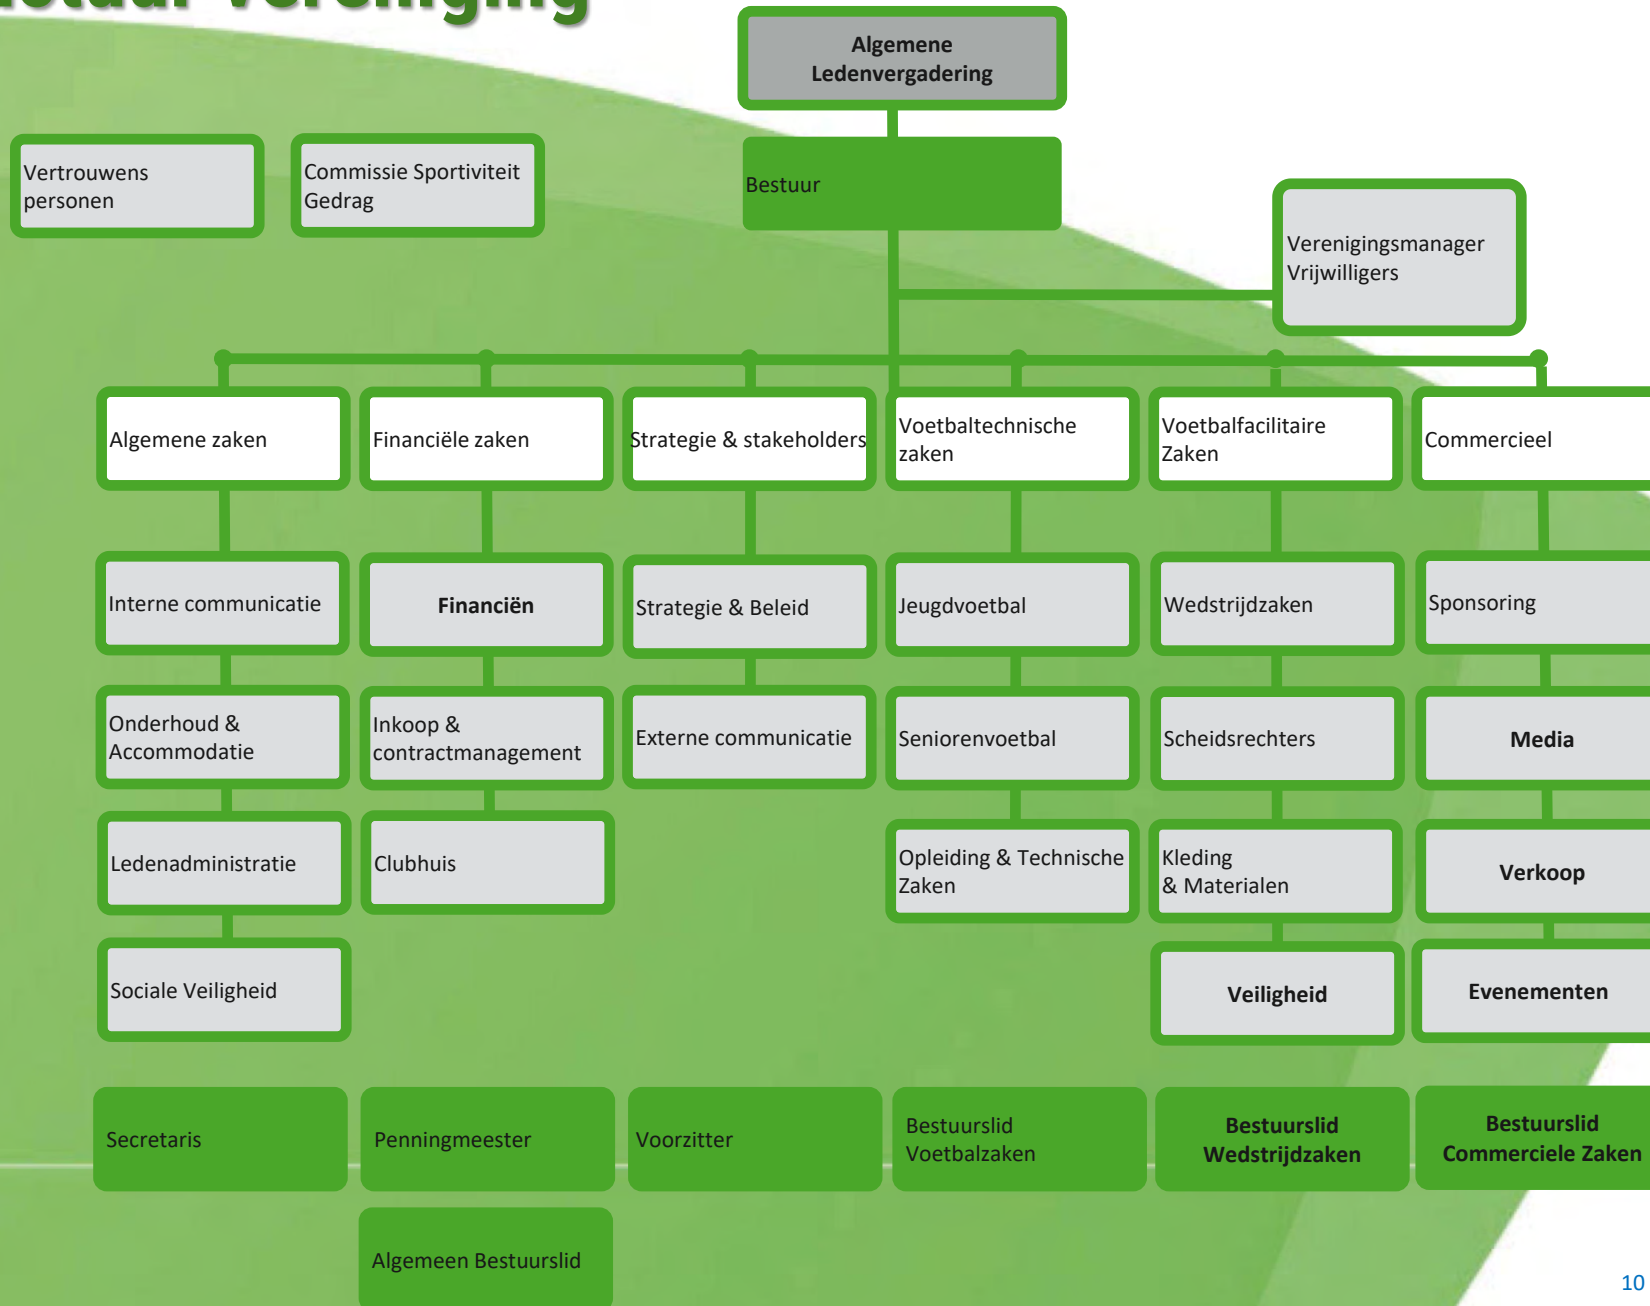 vereniging
Algemene
Ledenvergadering
Vertrouwens
personen
Commissie Sportiviteit
Gedrag
Bestuur
Verenigingsmanager
Vrijwilligers
Algemene zaken
Financiële zaken
Strategie & stakeholders
Voetbaltechnische
zaken
Voetbalfacilitaire
Zaken
Commercieel
Interne communicatie
Financiën
Strategie & Beleid
Jeugdvoetbal
Wedstrijdzaken
Sponsoring
Onderhoud &
Accommodatie
Inkoop &
contractmanagement
Externe communicatie
Seniorenvoetbal
Scheidsrechters
Media
Ledenadministratie
Clubhuis
Opleiding & Technische
Zaken
Kleding
& Materialen
Verkoop
Sociale Veiligheid
Veiligheid
Evenementen
Secretaris
Penningmeester
Voorzitter
Bestuurslid
Voetbalzaken
Bestuurslid
Wedstrijdzaken
Bestuurslid
Commerciele Zaken
Algemeen Bestuurslid
10